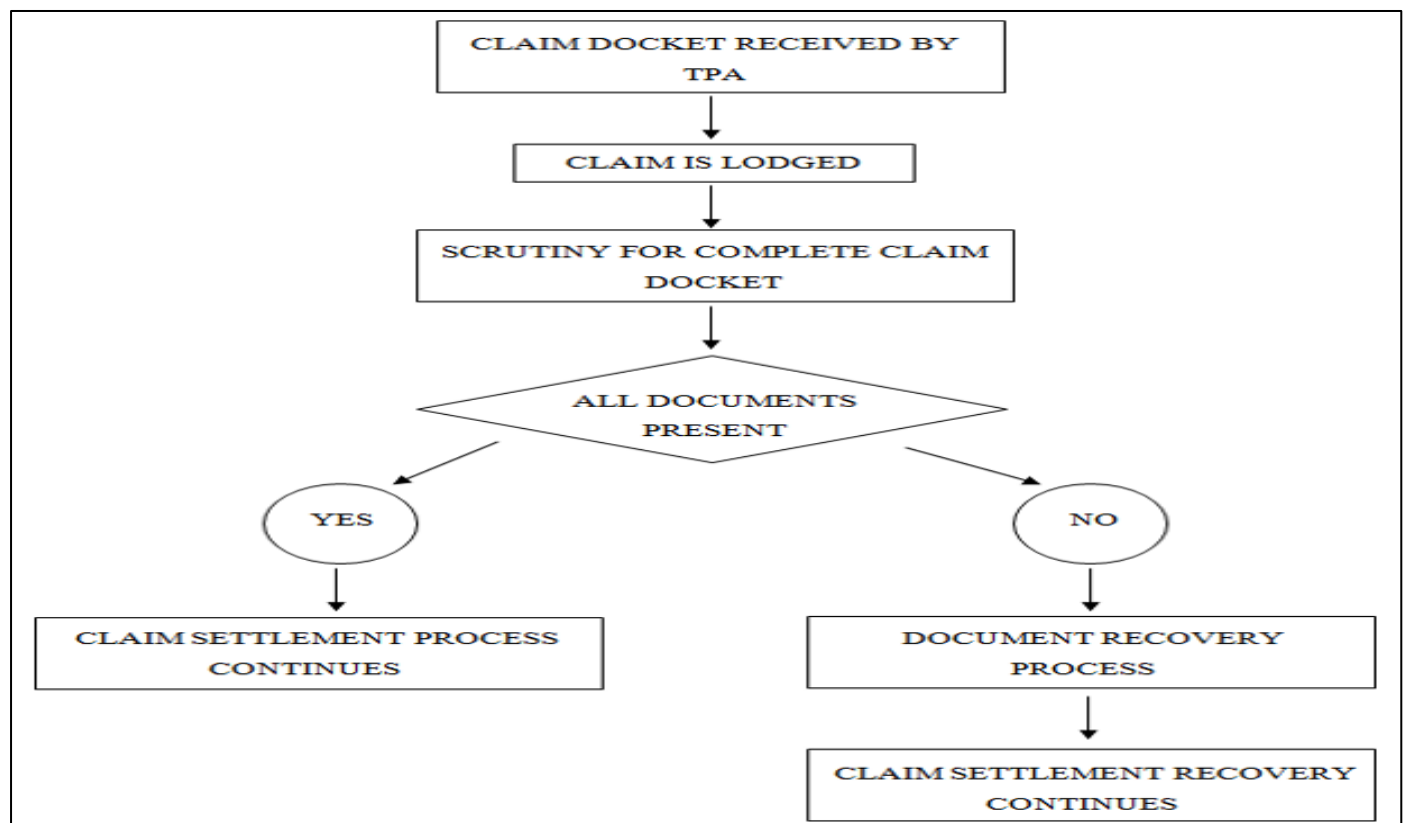 CLAIM DOCKET RECEIVED BY
TPA
CLAIM IS LODGED
SCRUTINY FOR COMPLETE CLAIM
DOCKET
ALL DOCUMENTS
PRESENT
YES
NO
CLAIM SETTLEMENT PROCESS
CONTINUES
DOCUMENT RECOVERY
PROCESS
CLAIM SETTLEMENT RECOVERY
CONTINUES